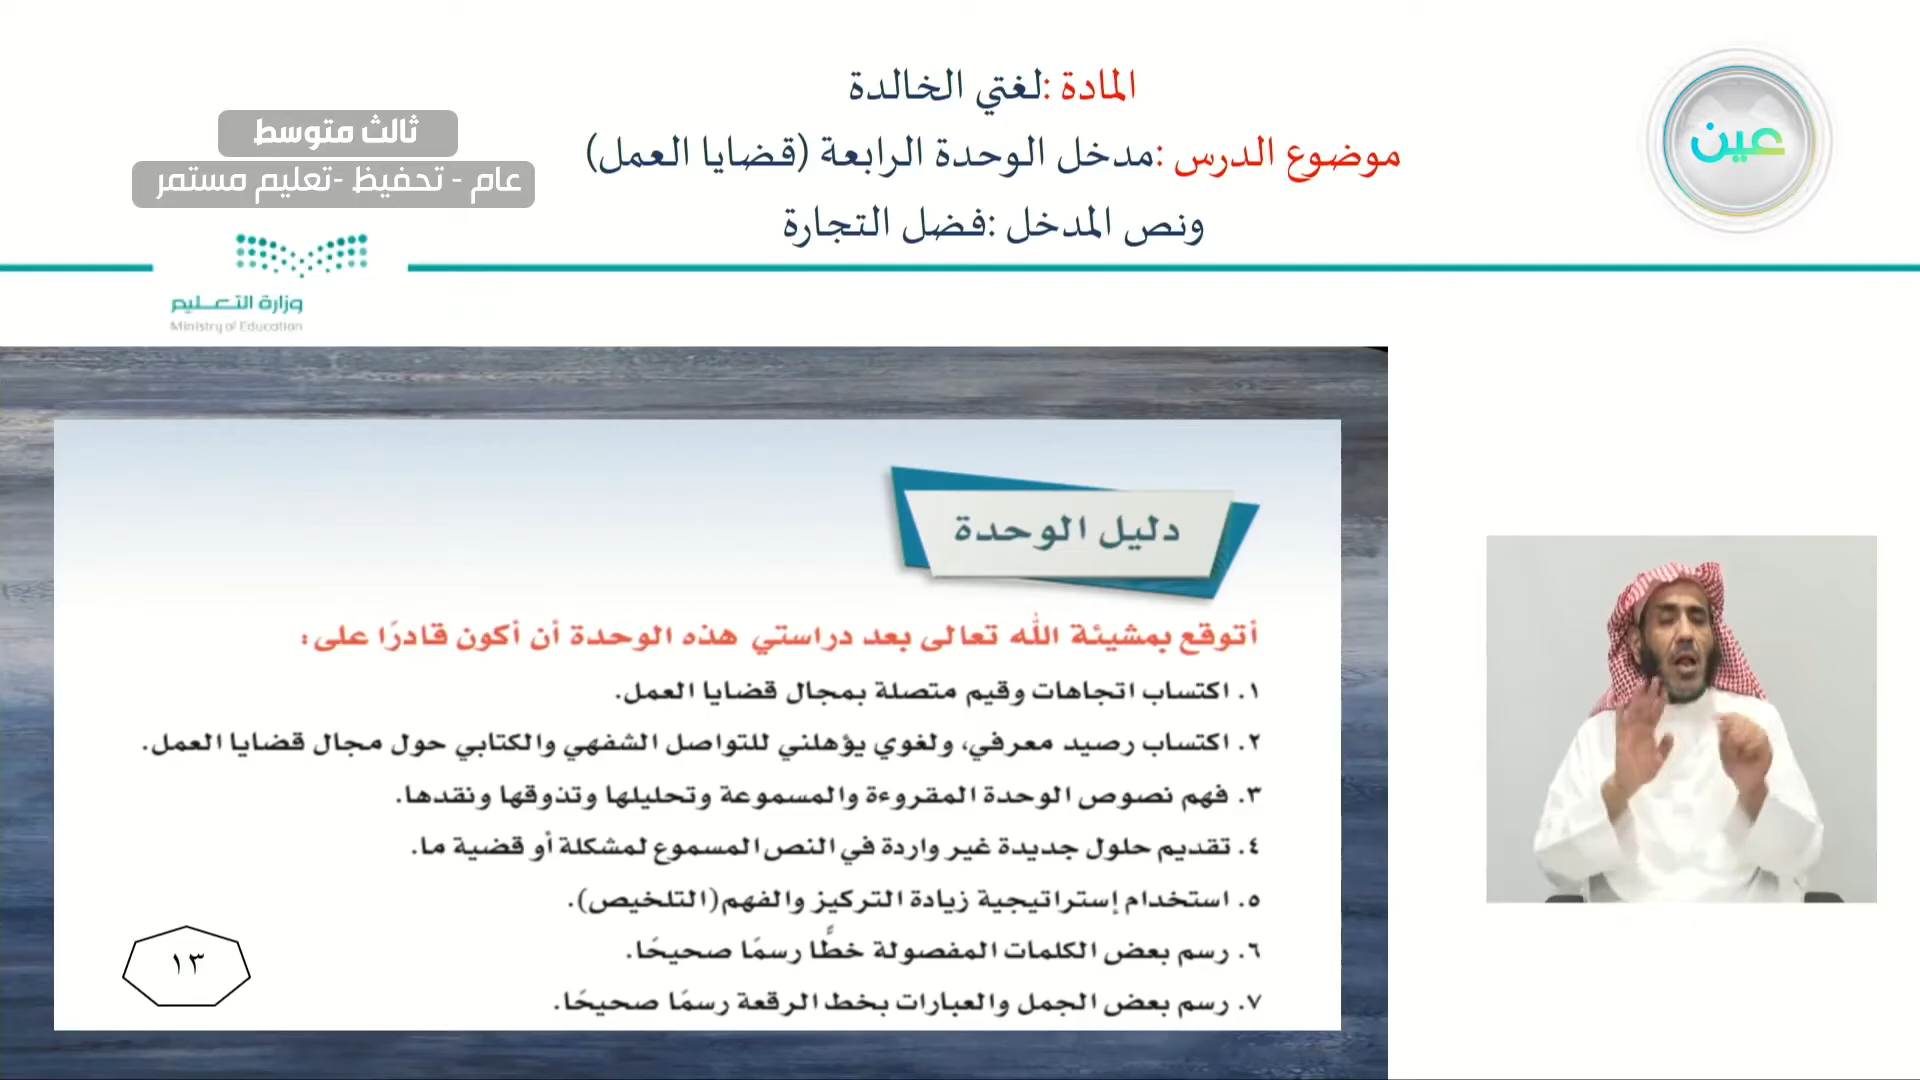 المادة :لغتي الخالدة
موضوع الدرس :مدخل الوحدة الرابعة (قضايا العمل)
ونص المدخل :فضل التجارة
عين
ثالث متوسط
عام - تحفيظ -تعليم مستمر
وزارة التعليم
Ministry of Education
دليل الوحدة
أتوقع بمشيئة الله تعالى بعد دراستي هذه الوحدة أن أكون قادرًا على:
١. اكتساب اتجاهات وقيم متصلة بمجال قضايا العمل.
٢. اكتساب رصيد معرفي، ولغوي يؤهلني للتواصل الشفهي والكتابي حول مجال قضايا العمل.
٣. فهم نصوص الوحدة المقروءة والمسموعة وتحليلها وتذوقها ونقدها.
٤. تقديم حلول جديدة غير واردة في النص المسموع لمشكلة أو قضية ما.
٥. استخدام إستراتيجية زيادة التركيز والفهم(التلخيص).
٦. رسم بعض الكلمات المفصولة خطًّا رسمًا صحيحًا.
٧. رسم بعض الجمل والعبارات بخط الرقعة رسمًا صحيحًا.
١٣